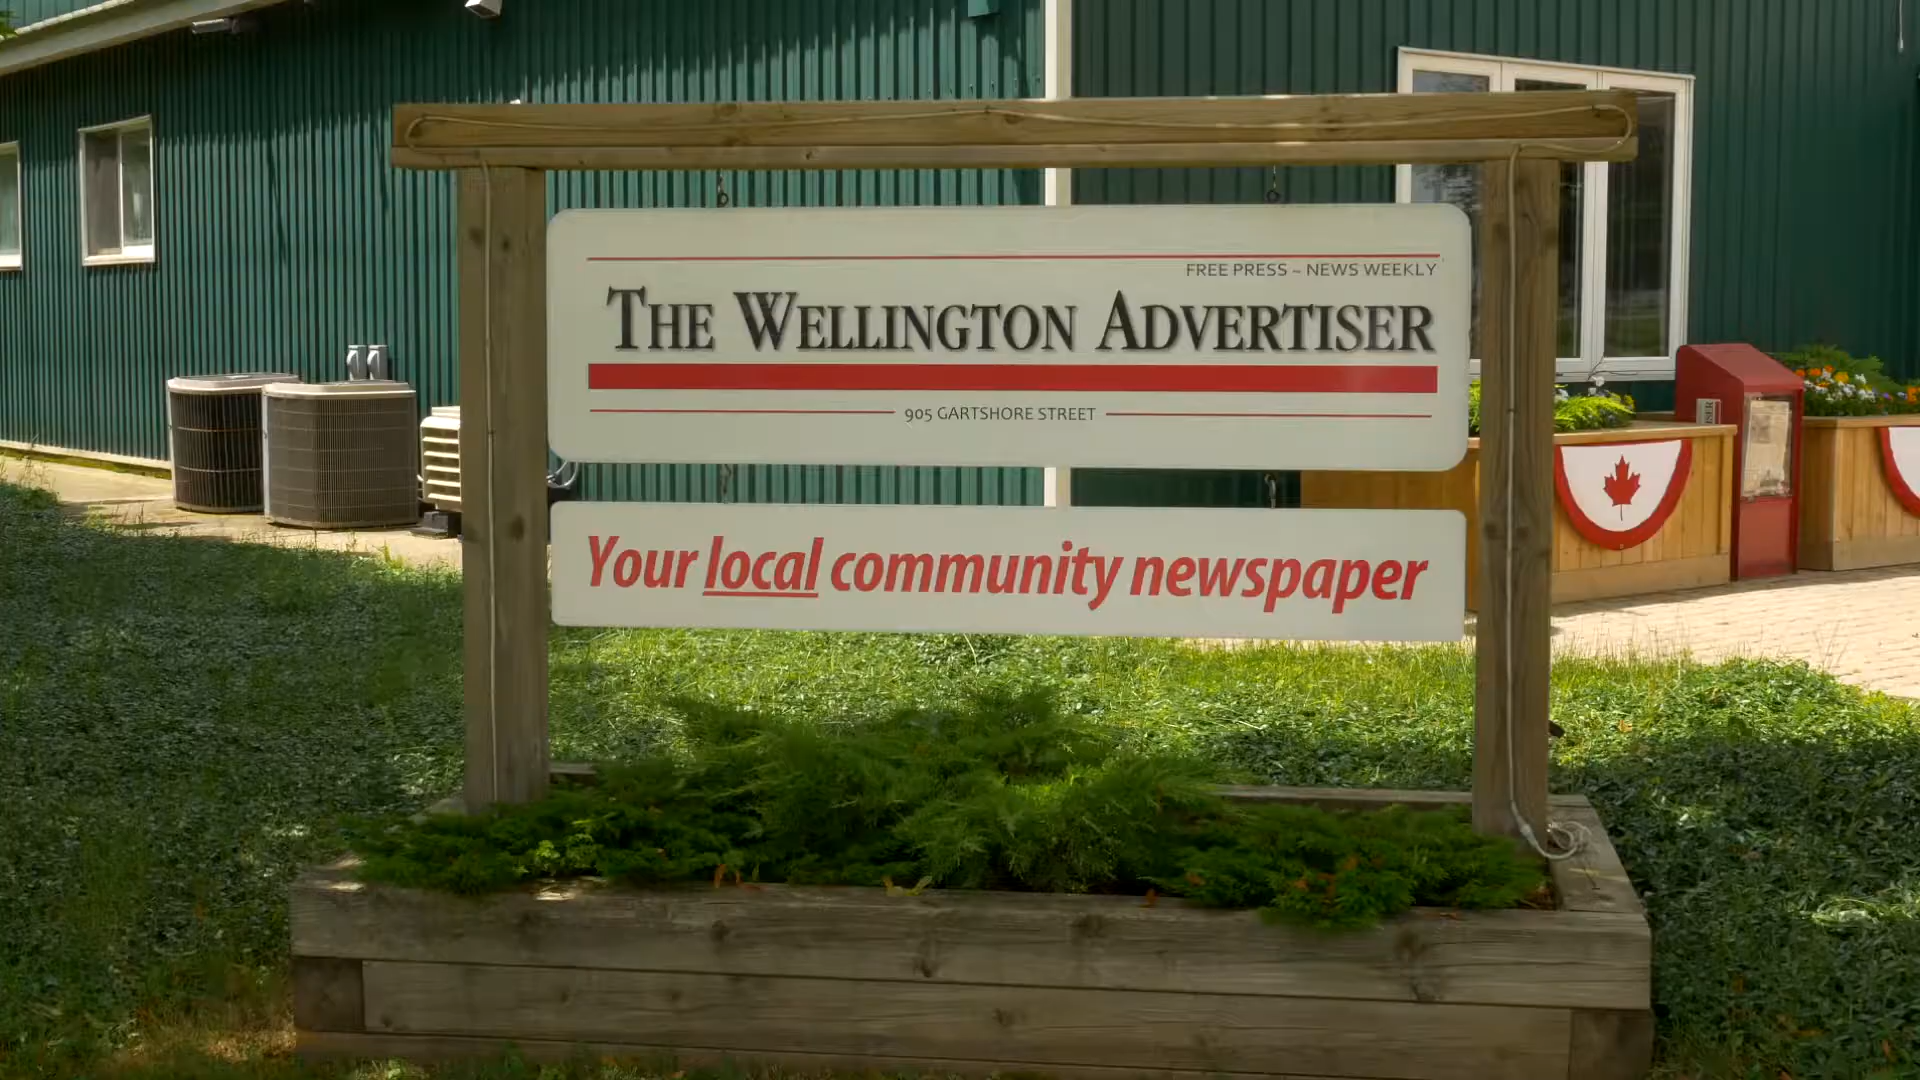 FREE PRESS ~ NEWS WEEKLY
THE WELLINGTON ADVERTISER
905 GARTSHORE STREET
Your local community newspaper